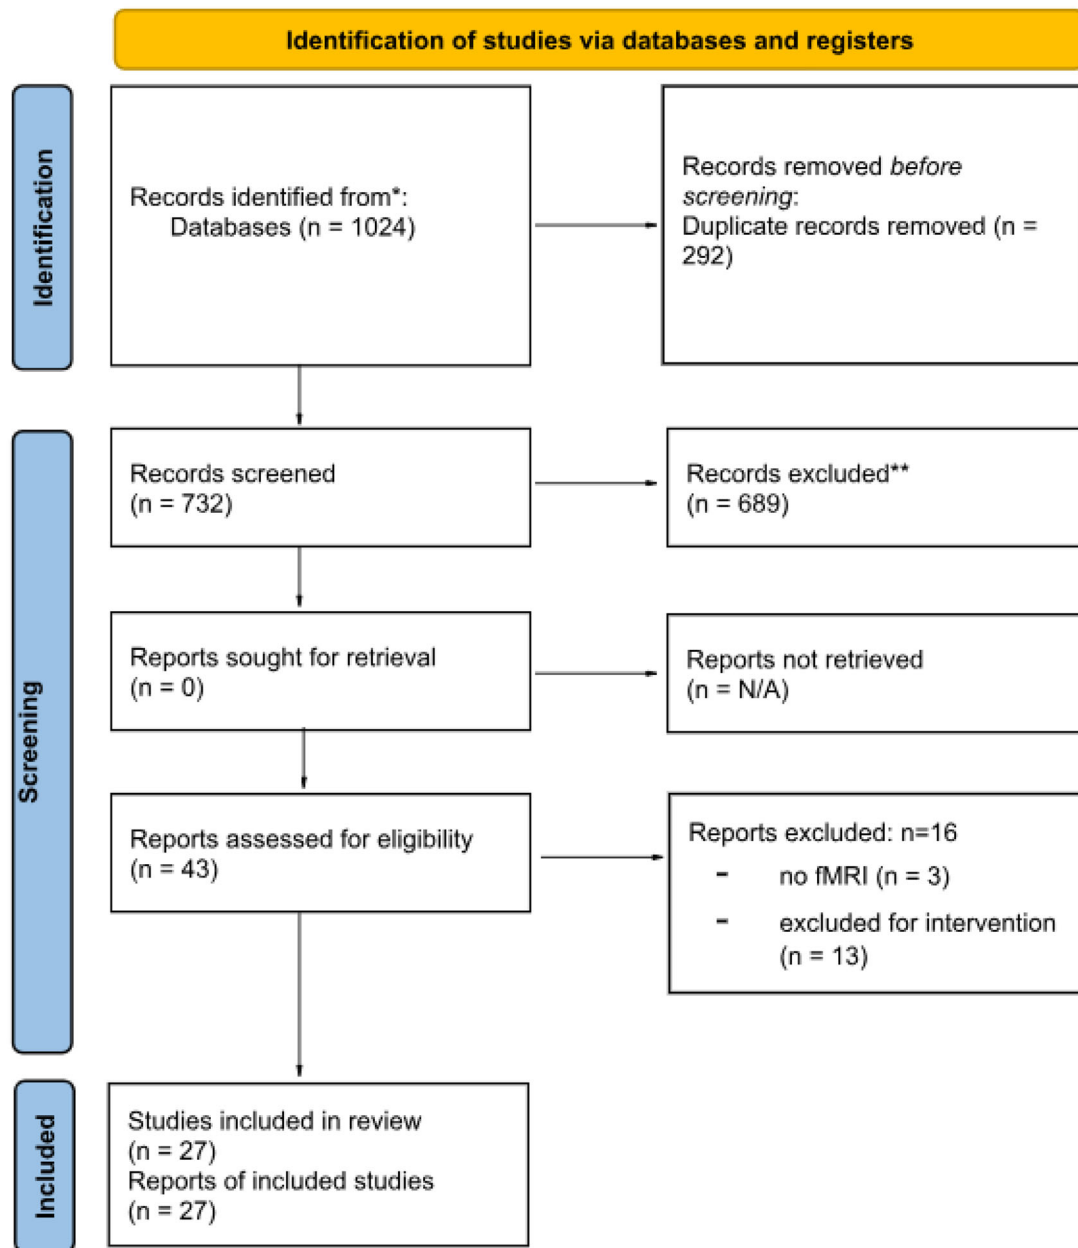 Identification of studies via databases and registers
Identification
Records identified from*:
Databases (n = 1024)
Records removed before
screening:
Duplicate records removed (n =
292)
Screening
Records screened
(n = 732)
Records excluded**
(n = 689)
Reports sought for retrieval
(n = 0)
Reports not retrieved
(n = N/A)
Reports assessed for eligibility
(n = 43)
Reports excluded: n=16
- no fMRI (n = 3)
- excluded for intervention
(n = 13)
Included
Studies included in review
(n = 27)
Reports of included studies
(n = 27)